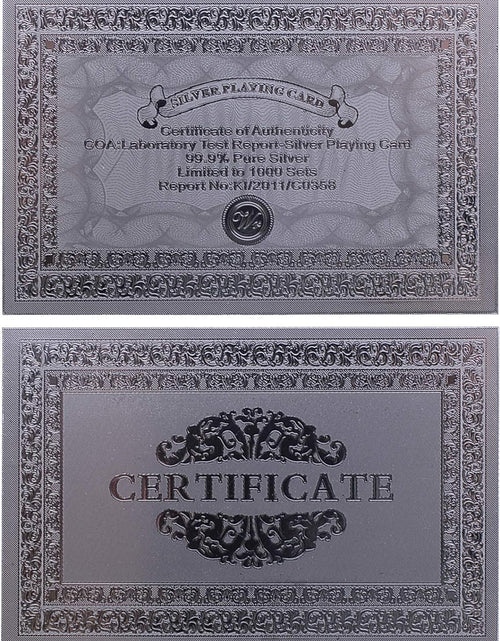 SILVER PLAYING CARD
Certificate of Authenticity
COA:Laboratory Test Report-Silver Playing Card
99.9% Pure Silver
Limited to 1000 Sets
Report No:KI/2011/C0358
CERTIFICATE